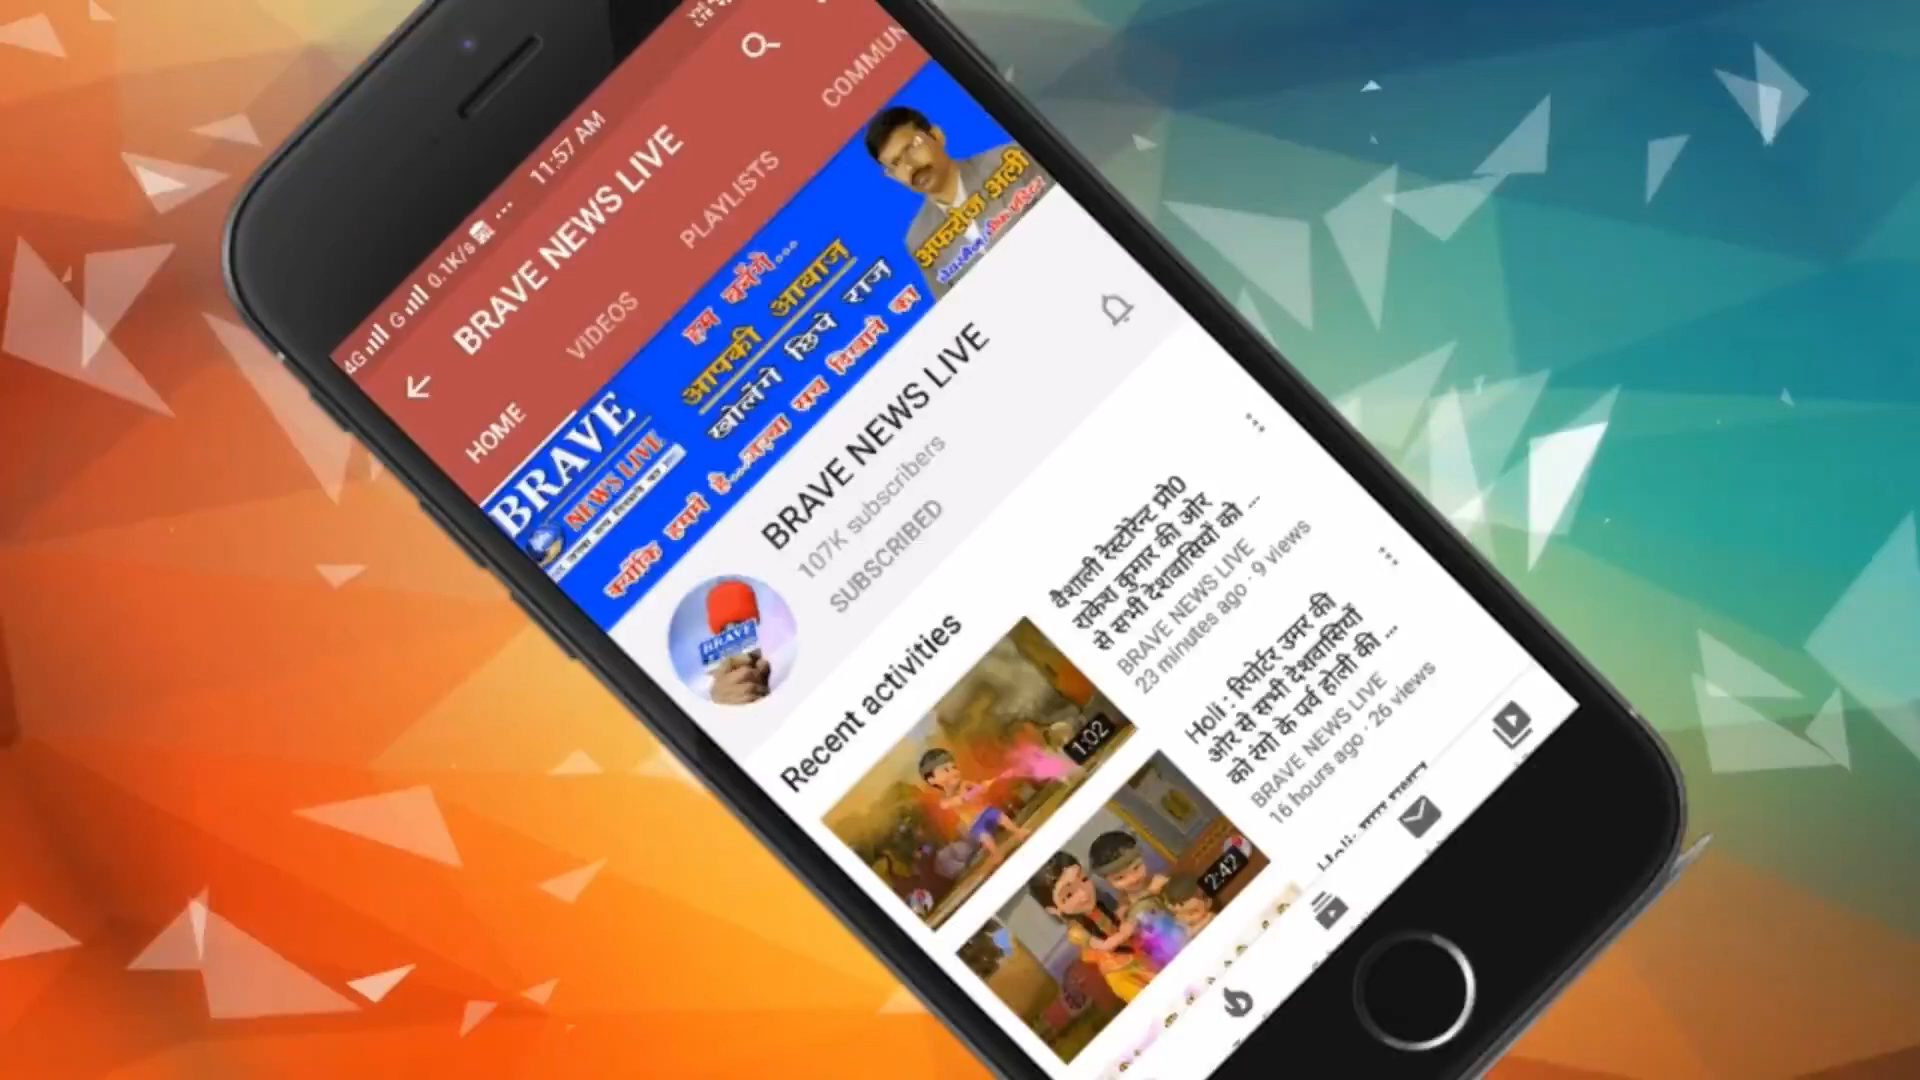 4G G 0.1K/s ... 11:57 AM
BRAVE NEWS LIVE
HOME VIDEOS PLAYLISTS COMMUN
BRAVE
NEWS LIVE
हम बनेंगे...
आपकी आवाज
खोलेंगे छिपे राज
क्योंकि हममें है... सच दिखाने का
अफरोज अली
BRAVE NEWS LIVE
107K subscribers
SUBSCRIBED
BRAVE
Recent activities
1:02
वैशाली रेस्टोरेन्ट प्रो0
राकेश कुमार की ओर
से सभी देशवासियों को ...
BRAVE NEWS LIVE
23 minutes ago · 9 views
2:42
Holi : रिपोर्टर उमर की
ओर से सभी देशवासियों
को रंगो के पर्व होली की ...
BRAVE NEWS LIVE
16 hours ago · 26 views